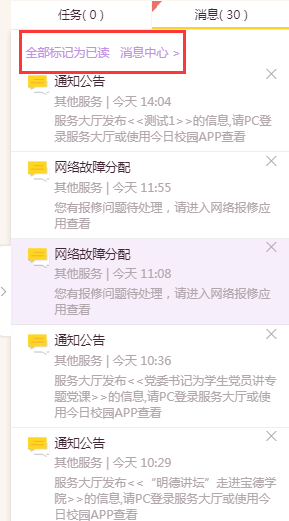 任务( 0 )
消息( 30 )
全部标记为已读 消息中心 >
通知公告
其他服务 | 今天 14:04
服务大厅发布<<测试1>>的信息,请PC登
录服务大厅或使用今日校园APP查看
网络故障分配
其他服务 | 今天 11:55
您有报修问题待处理，请进入网络报修应
用查看
网络故障分配
其他服务 | 今天 11:08
您有报修问题待处理，请进入网络报修应
用查看
通知公告
其他服务 | 今天 10:36
服务大厅发布<<党委书记为学生党员讲专
题党课>>的信息,请PC登录服务大厅或使
用今日校园APP查看
通知公告
其他服务 | 今天 10:29
服务大厅发布<<“明德讲坛”走进宝德学
院>>的信息,请PC登录服务大厅或使用今
日校园APP查看